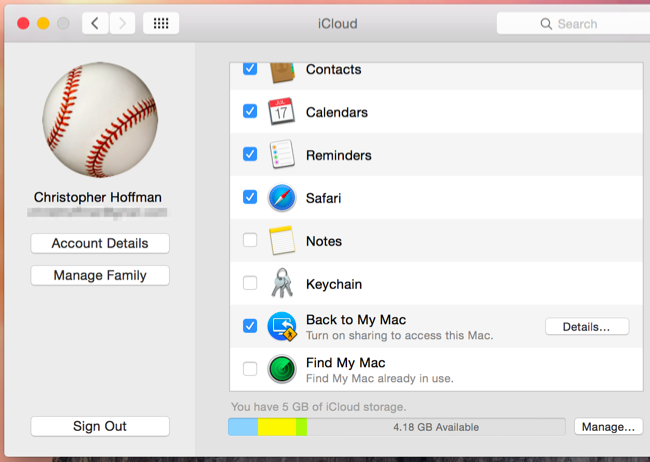 iCloud
Search
Christopher Hoffman
Account Details
Manage Family
Sign Out
Contacts
JUL
17
Calendars
Reminders
Safari
Notes
Keychain
Back to My Mac
Turn on sharing to access this Mac.
Details...
Find My Mac
Find My Mac already in use.
You have 5 GB of iCloud storage.
4.18 GB Available
Manage...